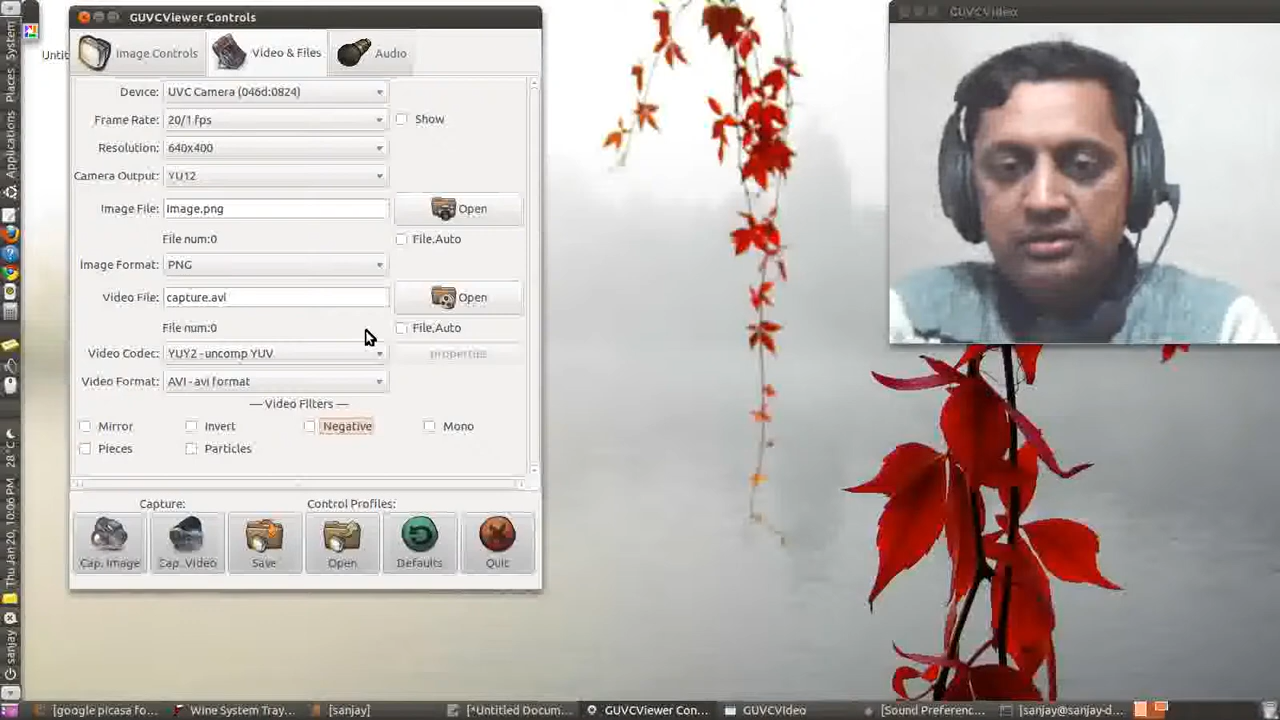 GUVCViewer Controls
GUVCVideo
Untit
Image Controls
Video & Files
Audio
Device:
UVC Camera (046d:0824)
Frame Rate:
20/1 fps
Show
Resolution:
640x400
Camera Output:
YU12
Image File:
Image.png
Open
File num:0
File,Auto
Image Format:
PNG
Video File:
capture.avi
Open
File num:0
File,Auto
Video Codec:
YUY2 - uncomp YUV
properties
Video Format:
AVI - avi format
— Video Filters —
Mirror
Invert
Negative
Mono
Pieces
Particles
Capture:
Control Profiles:
Cap. Image
Cap. Video
Save
Open
Defaults
Quit
Applications
Places
System
28 °C
Thu Jan 20, 10:06 PM
sanjay
[google picasa fo...
Wine System Tray...
[sanjay]
[*Untitled Docum...
GUVCViewer Con...
GUVCVideo
[Sound Preferenc...
[sanjay@sanjay-d...